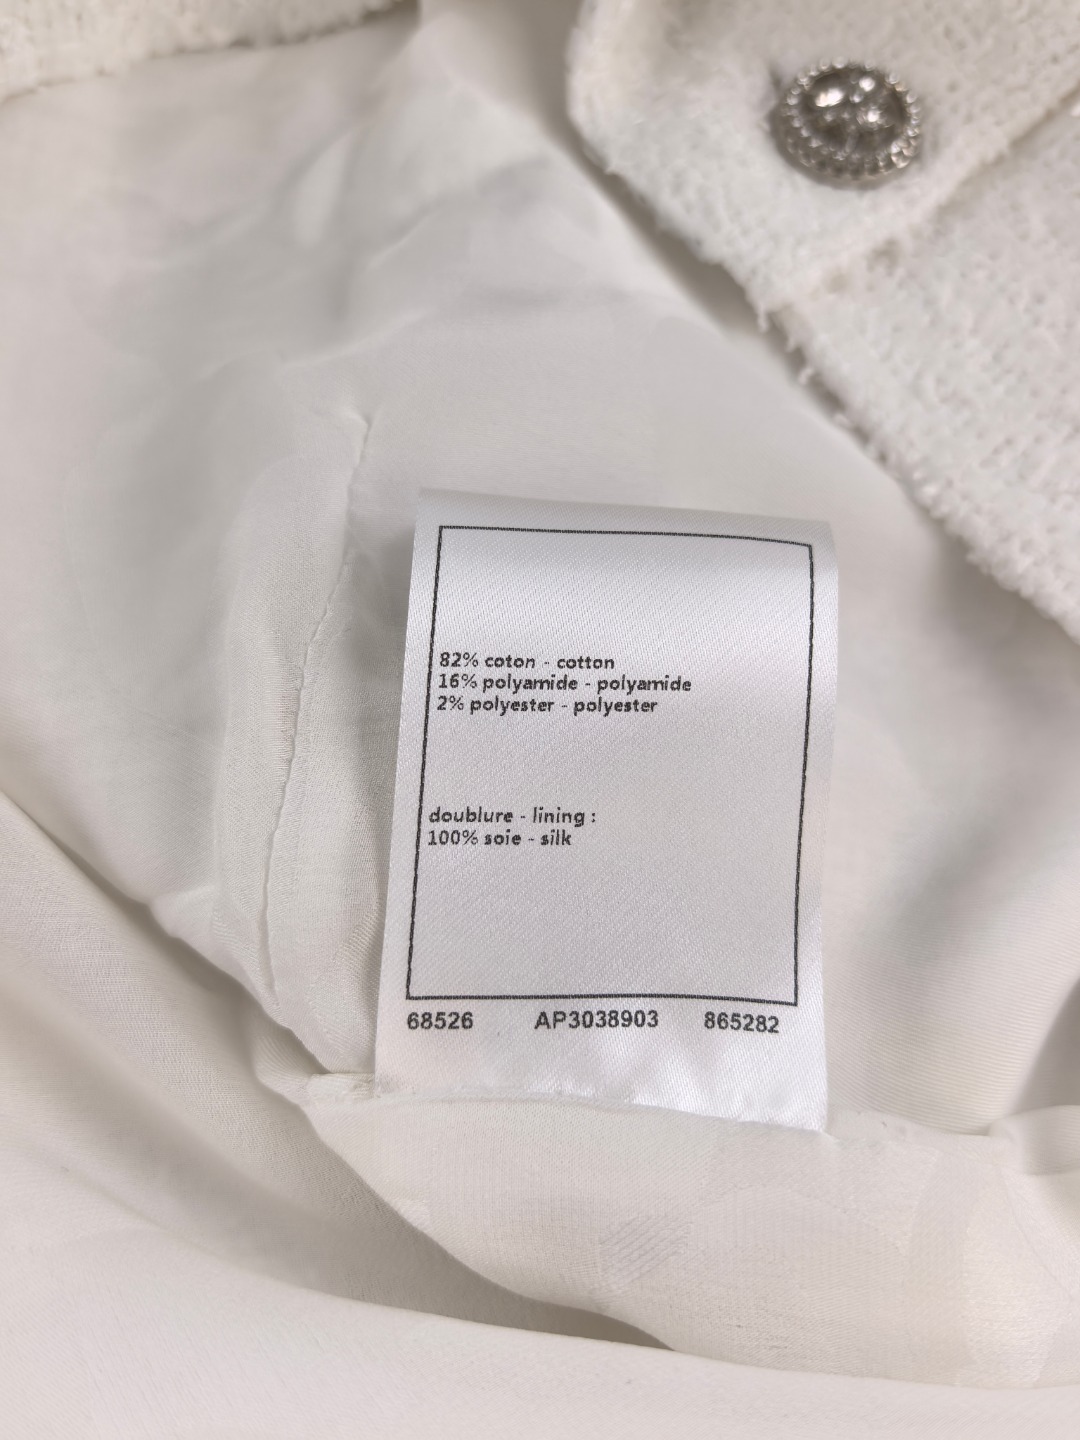 82% coton - cotton
16% polyamide - polyamide
2% polyester - polyester
doublure - lining :
100% soie - silk
68526 AP3038903 865282